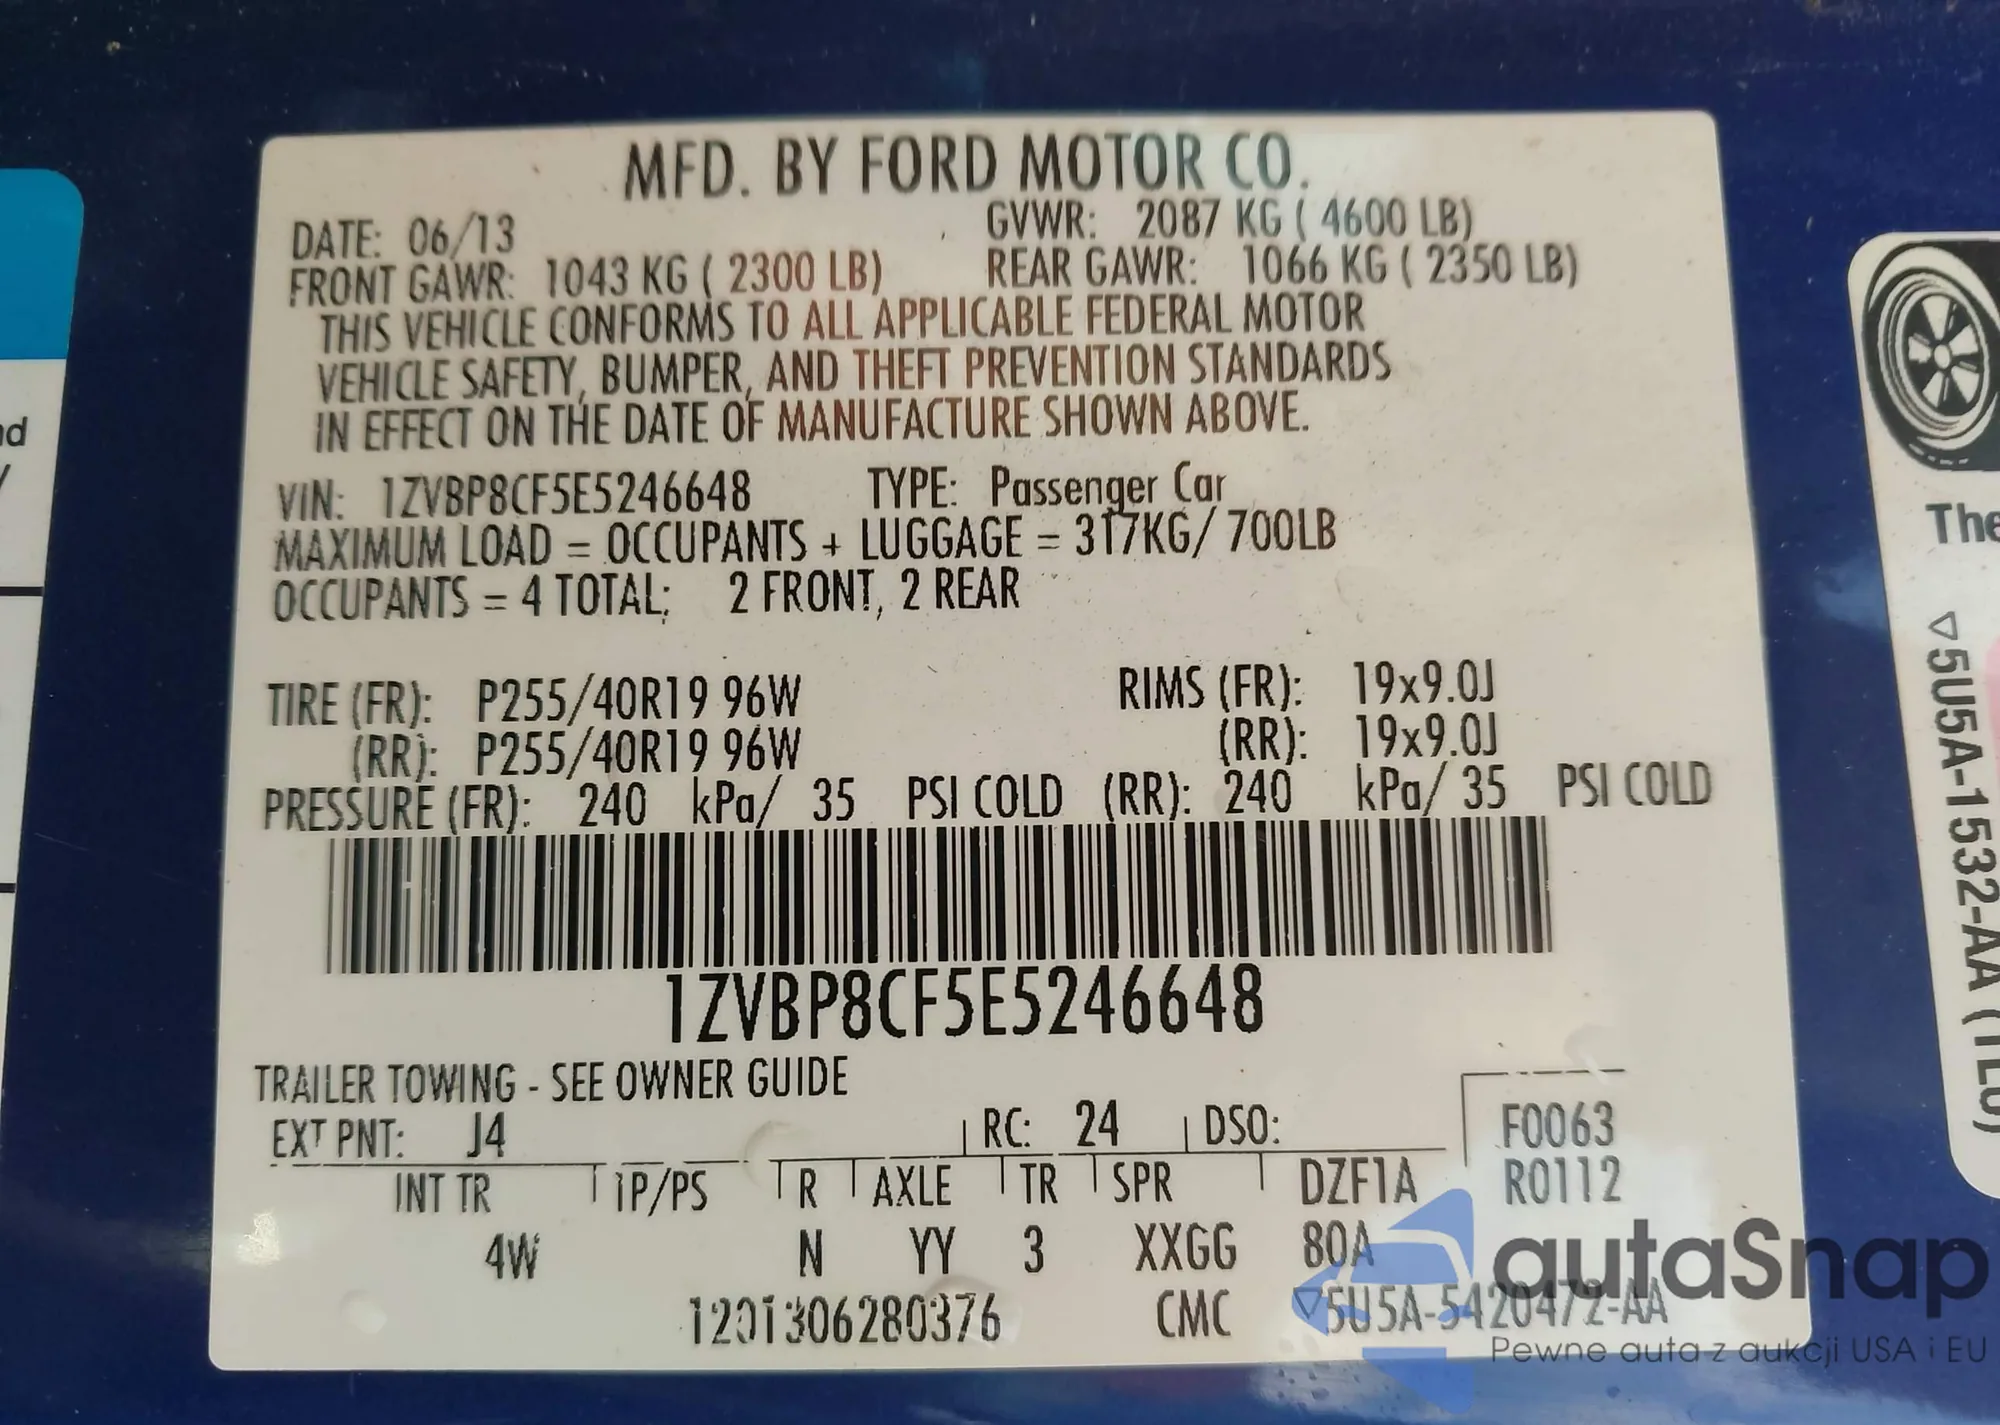 MFD. BY FORD MOTOR CO.
DATE: 06/13 GVWR: 2087 KG ( 4600 LB)
FRONT GAWR: 1043 KG ( 2300 LB) REAR GAWR: 1066 KG ( 2350 LB)
THIS VEHICLE CONFORMS TO ALL APPLICABLE FEDERAL MOTOR
VEHICLE SAFETY, BUMPER, AND THEFT PREVENTION STANDARDS
IN EFFECT ON THE DATE OF MANUFACTURE SHOWN ABOVE.
VIN: 1ZVBP8CF5E5246648 TYPE: Passenger Car
MAXIMUM LOAD = OCCUPANTS + LUGGAGE = 317KG/ 700LB
OCCUPANTS = 4 TOTAL; 2 FRONT, 2 REAR
TIRE (FR): P255/40R19 96W RIMS (FR): 19x9.0J
(RR): P255/40R19 96W (RR): 19x9.0J
PRESSURE (FR): 240 kPa/ 35 PSI COLD (RR): 240 kPa/ 35 PSI COLD
1ZVBP8CF5E5246648
TRAILER TOWING - SEE OWNER GUIDE
EXT PNT: J4 RC: 24 DSO: F0063
INT TR TP/PS R AXLE TR SPR DZF1A R0112
4W N YY 3 XXGG 80A
1201306280376 CMC ▽5U5A-5420472-AA
nd
y
The
▽5U5A-1532-AA (TLU)
autaSnap
Pewne auta z aukcji USA i EU